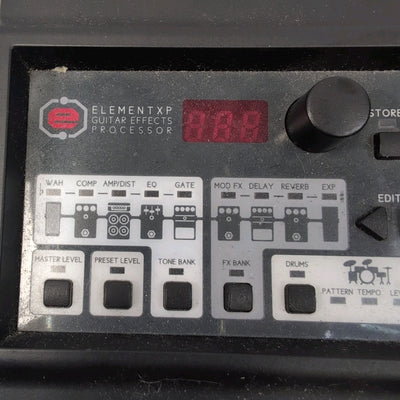 ELEMENTXP
GUITAR EFFECTS
PROCESSOR
STORE
WAH COMP AMP/DIST EQ GATE
MOD FX DELAY REVERB EXP
EDIT
MASTER LEVEL PRESET LEVEL TONE BANK FX BANK DRUMS
PATTERN TEMPO LE